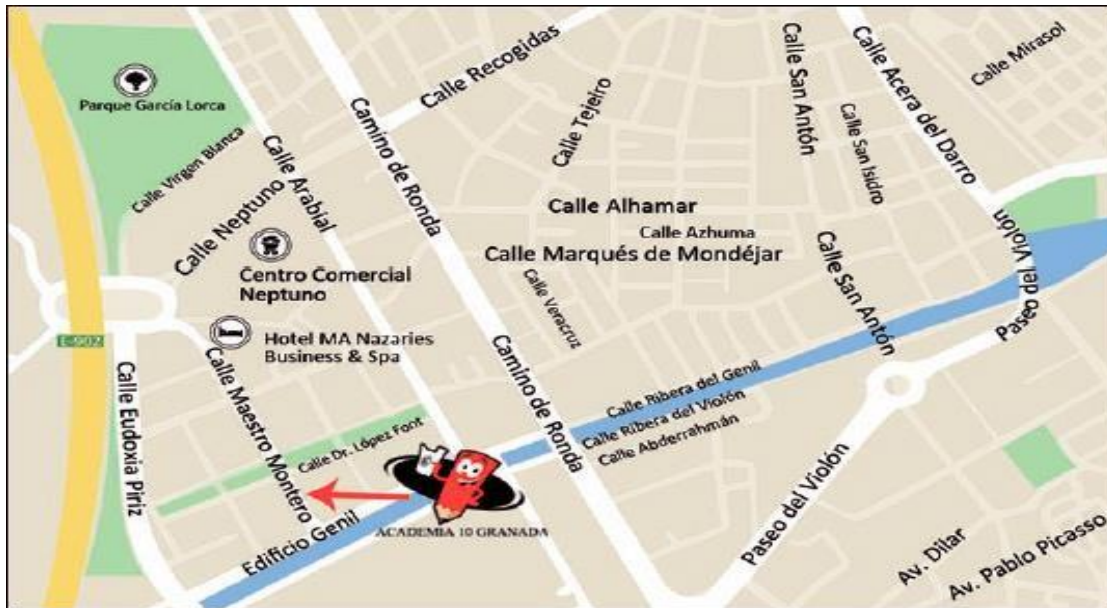 Parque García Lorca
Calle Virgen Blanca
Calle Neptuno
Calle Arabial
Centro Comercial
Neptuno
Hotel MA Nazaries
Business & Spa
E-902
Calle Eudoxia Piriz
Calle Maestro Montero
Calle Dr. López Font
Edificio Genil
ACADEMIA 10 GRANADA
Camino de Ronda
Camino de Ronda
Calle Recogidas
Calle Tejeiro
Calle Alhamar
Calle Azhuma
Calle Marqués de Mondéjar
Calle Veracruz
Calle San Antón
Calle San Isidro
Calle Acera del Darro
Calle Mirasol
Calle San Antón
Paseo del Violón
Calle Ribera del Genil
Calle Ribera del Violón
Calle Abderrahmán
Paseo del Violón
Av. Dílar
Av. Pablo Picasso